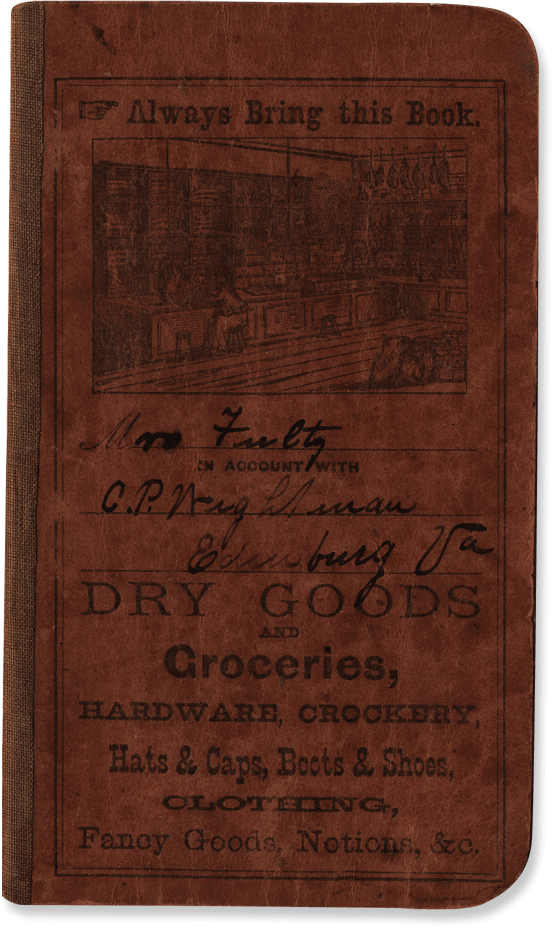 ☞ Always Bring this Book.
Mrs Fultz
IN ACCOUNT WITH
C. P. Wightman
Edinburg Va
DRY GOODS
AND
Groceries,
HARDWARE, CROCKERY,
Hats & Caps, Boots & Shoes,
CLOTHING,
Fancy Goods, Notions, &c.